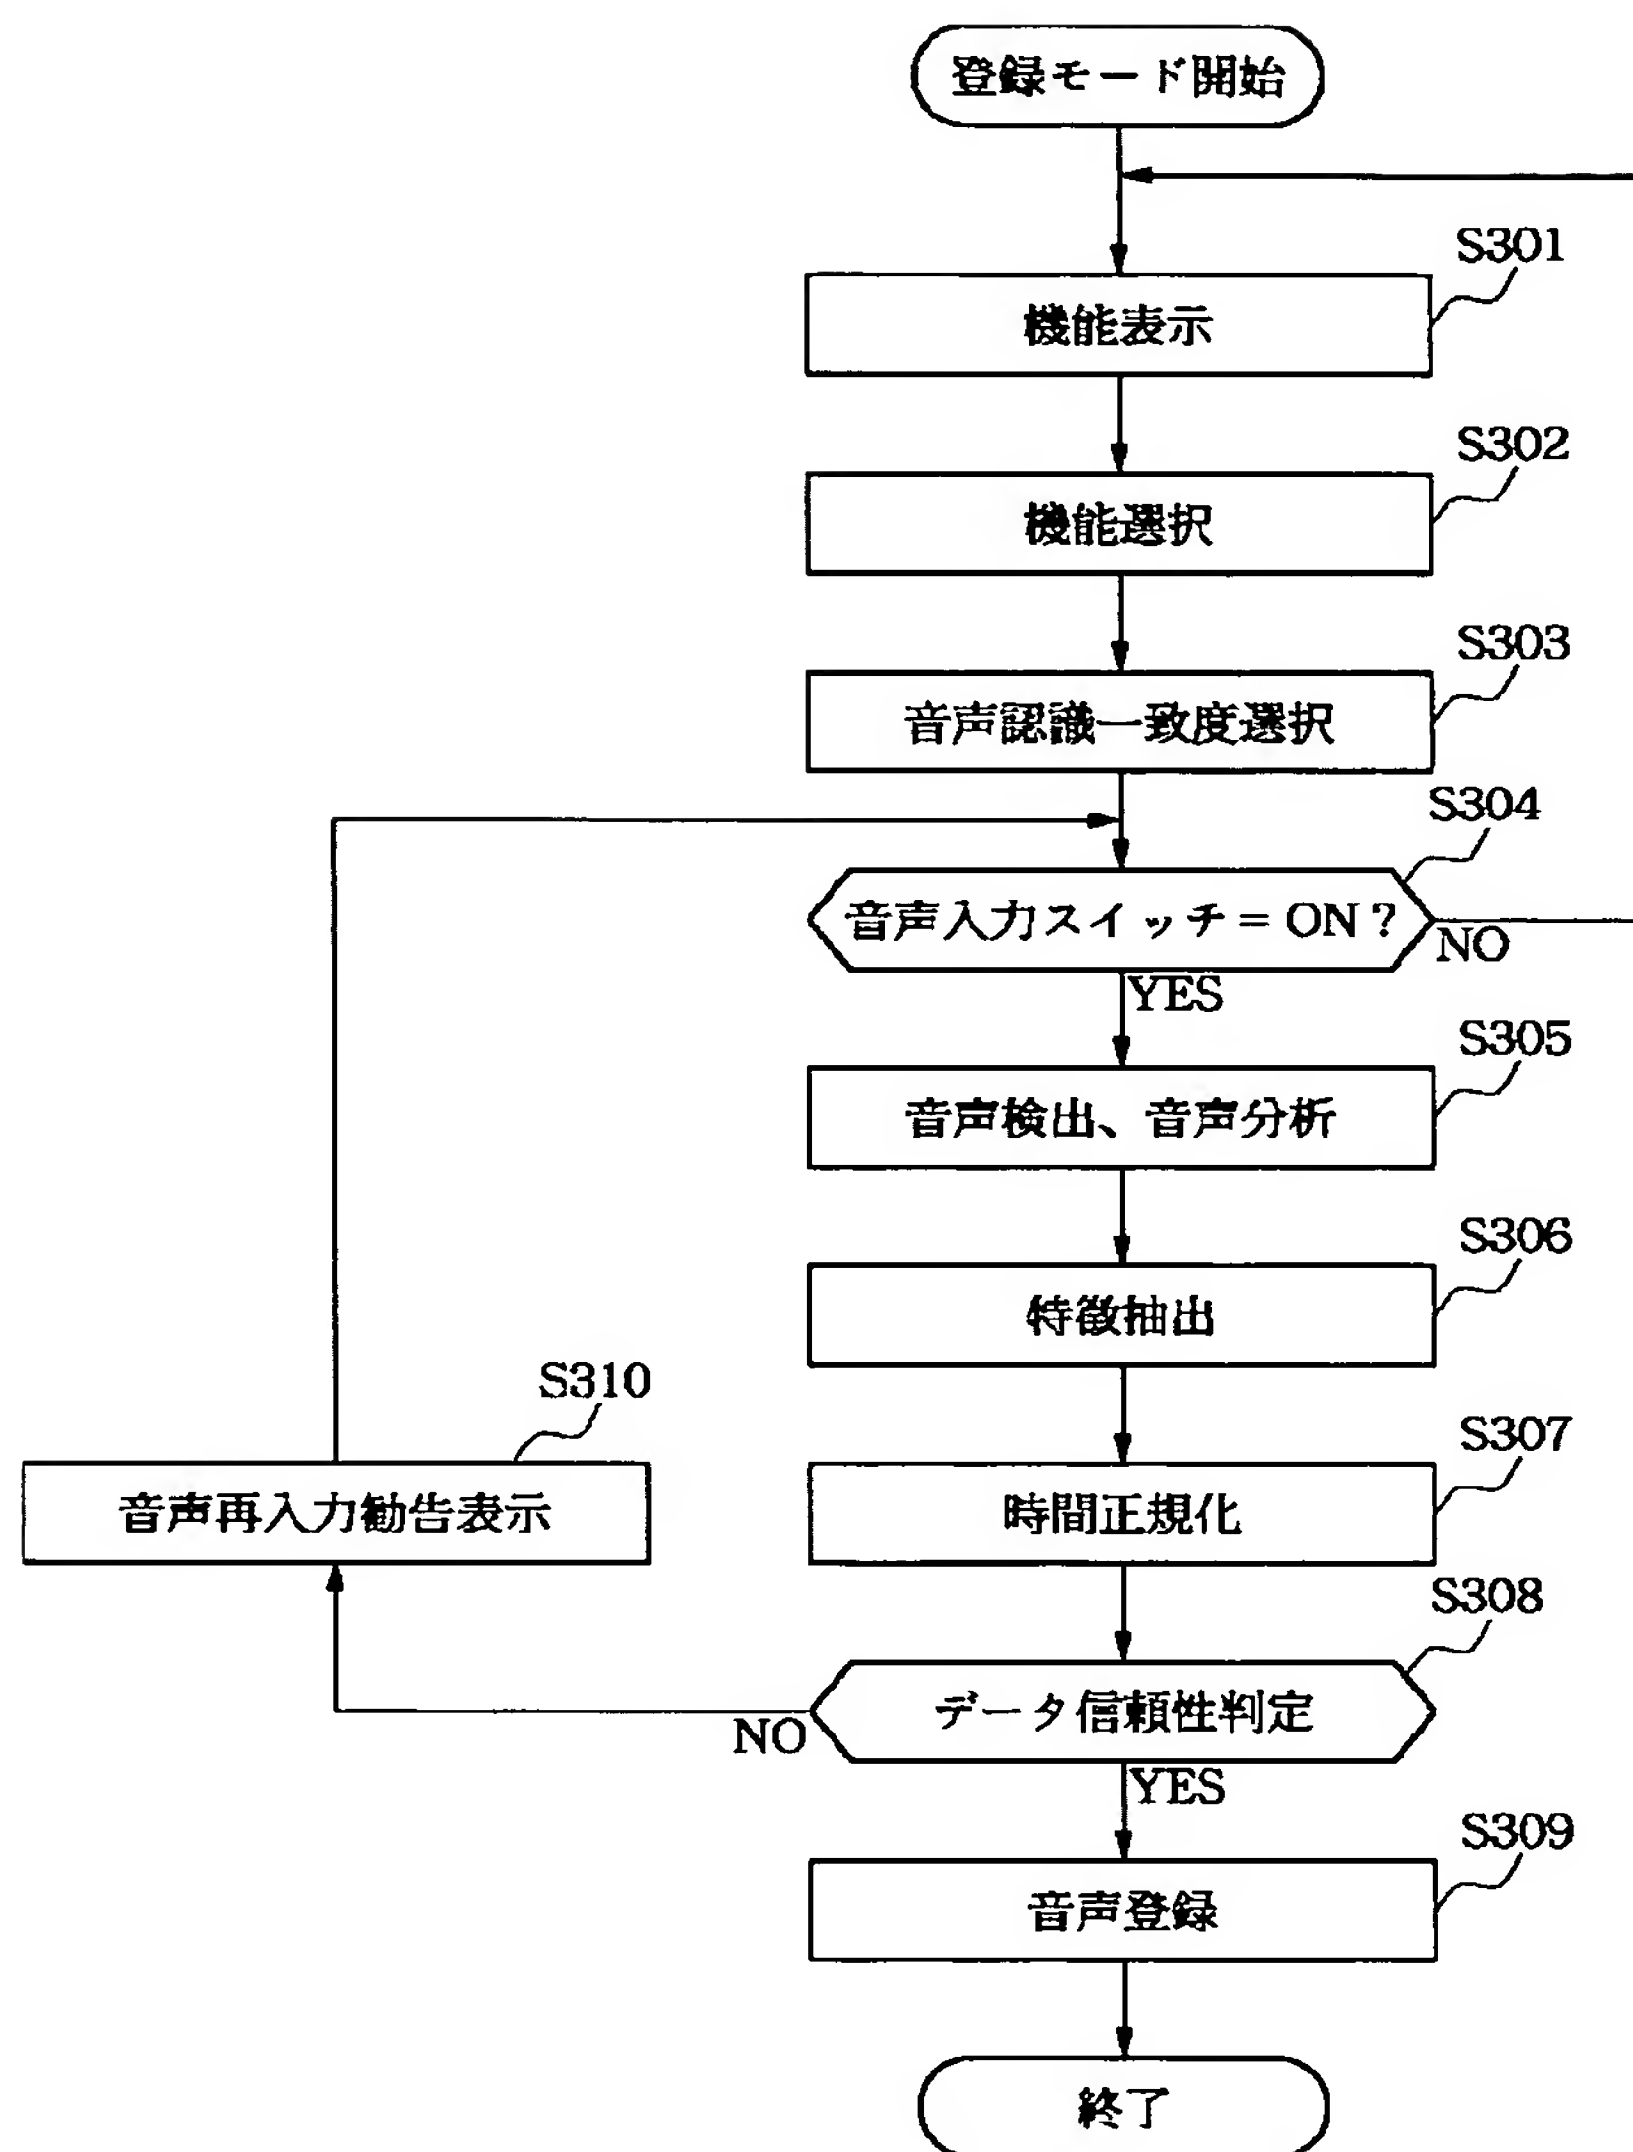 登録モード開始
S301
機能表示
S302
機能選択
S303
音声認識一致度選択
S304
音声入力スイッチ=ON？
NO
YES
S305
音声検出、音声分析
S306
特徴抽出
S310
S307
音声再入力勧告表示
時間正規化
S308
データ信頼性判定
NO
YES
S309
音声登録
終了